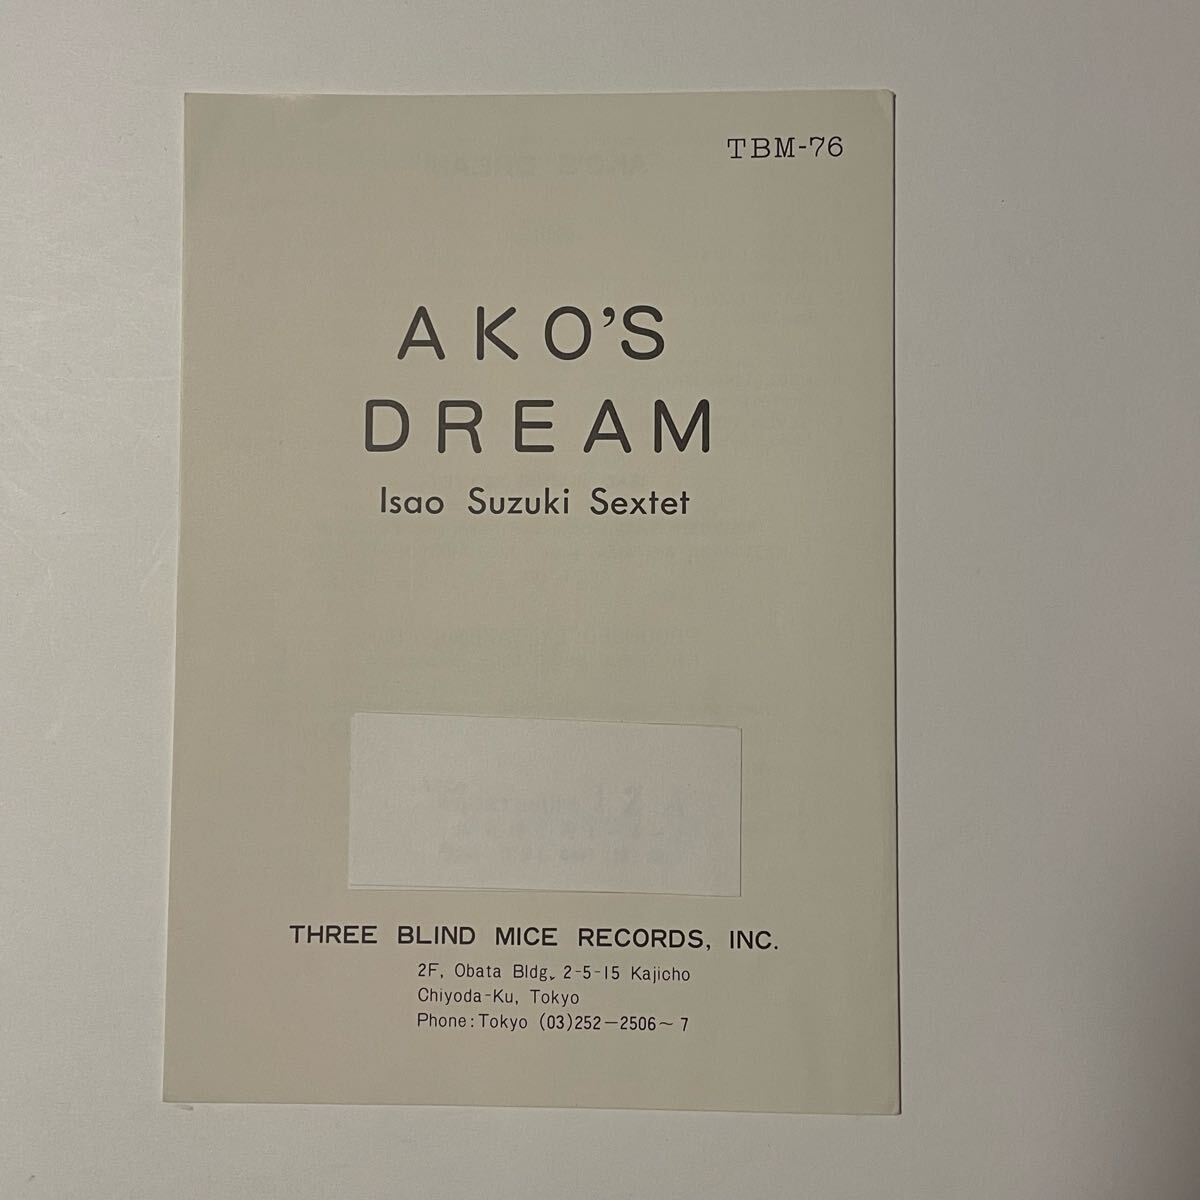 TBM-76
AKO'S
DREAM
Isao Suzuki Sextet
THREE BLIND MICE RECORDS, INC.
2F, Obata Bldg., 2-5-15 Kajicho
Chiyoda-Ku, Tokyo
Phone: Tokyo (03)252—2506～7